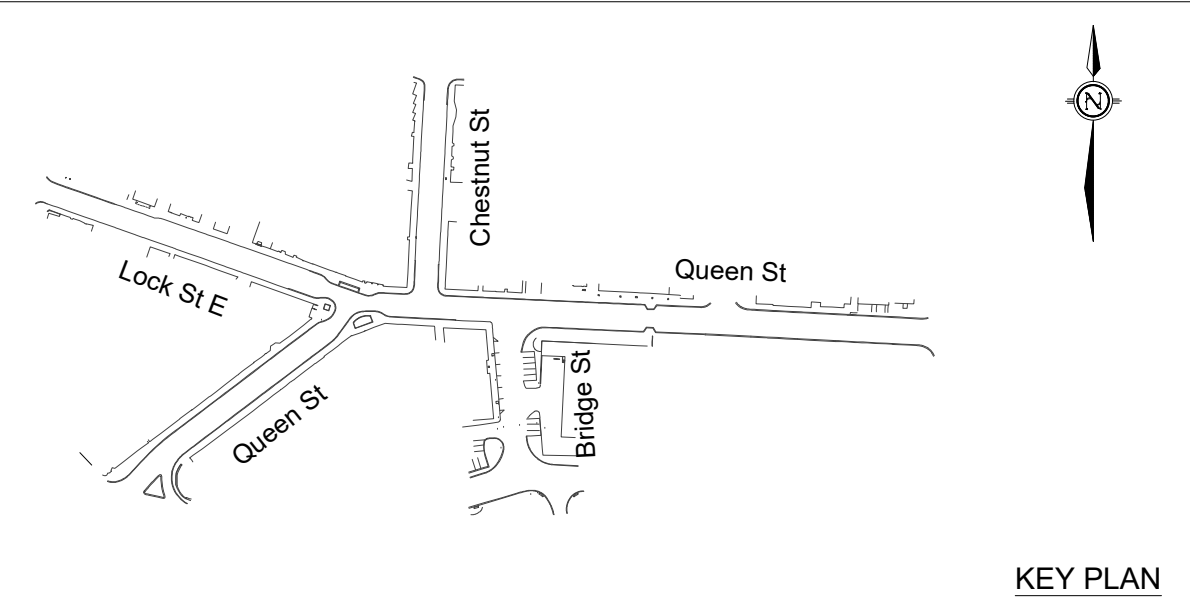 Chestnut St
N
Queen St
Lock St E
Bridge St
Queen St
KEY PLAN